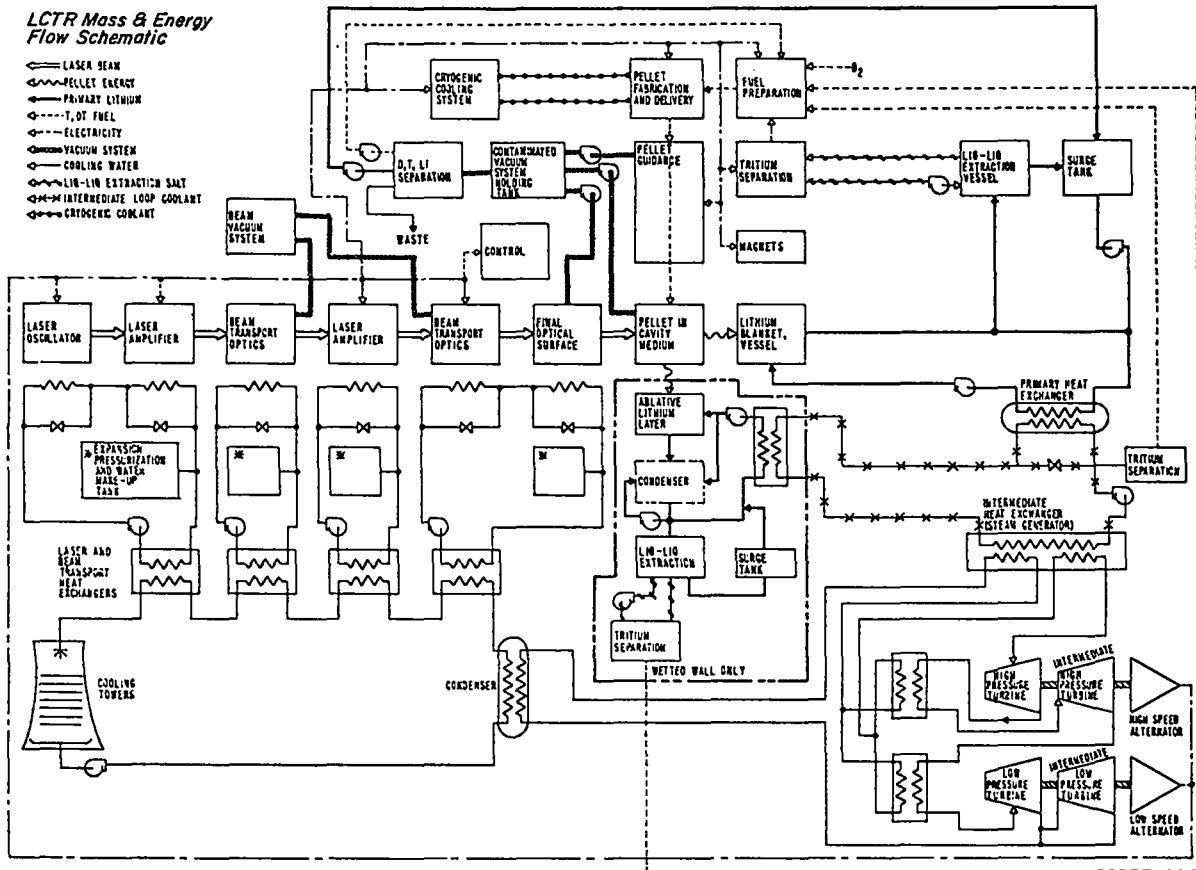 LCTR Mass & Energy
Flow Schematic
LASER BEAM
PELLET ENERGY
PRIMARY LITHIUM
T, DT FUEL
ELECTRICITY
VACUUM SYSTEM
COOLING WATER
LIQ-LIQ EXTRACTION SALT
INTERMEDIATE LOOP COOLANT
CRYOGENIC COOLANT
CRYOGENIC
COOLING
SYSTEM
PELLET
FABRICATION
AND DELIVERY
FUEL
PREPARATION
D2
D,T, LI
SEPARATION
CONTAMINATED
VACUUM
SYSTEM
HOLDING
TANK
PELLET
GUIDANCE
TRITIUM
SEPARATION
LIQ-LIQ
EXTRACTION
VESSEL
SURGE
TANK
BEAM
VACUUM
SYSTEM
WASTE
CONTROL
MAGNETS
LASER
OSCILLATOR
LASER
AMPLIFIER
BEAM
TRANSPORT
OPTICS
LASER
AMPLIFIER
BEAM
TRANSPORT
OPTICS
FINAL
OPTICAL
SURFACE
PELLET IN
CAVITY
MEDIUM
LITHIUM
BLANKET,
VESSEL
PRIMARY HEAT
EXCHANGER
ABLATIVE
LITHIUM
LAYER
* EXPANSION
PRESSURIZATION
AND WATER
MAKE-UP
TANK
*
*
*
CONDENSER
TRITIUM
SEPARATION
INTERMEDIATE
HEAT EXCHANGER
(STEAM GENERATOR)
LASER AND
BEAM
TRANSPORT
HEAT
EXCHANGERS
LIQ-LIQ
EXTRACTION
SURGE
TANK
TRITIUM
SEPARATION
WETTED WALL ONLY
COOLING
TOWERS
CONDENSER
HIGH
PRESSURE
TURBINE
INTERMEDIATE
HIGH
PRESSURE
TURBINE
HIGH SPEED
ALTERNATOR
LOW
PRESSURE
TURBINE
INTERMEDIATE
LOW
PRESSURE
TURBINE
LOW SPEED
ALTERNATOR